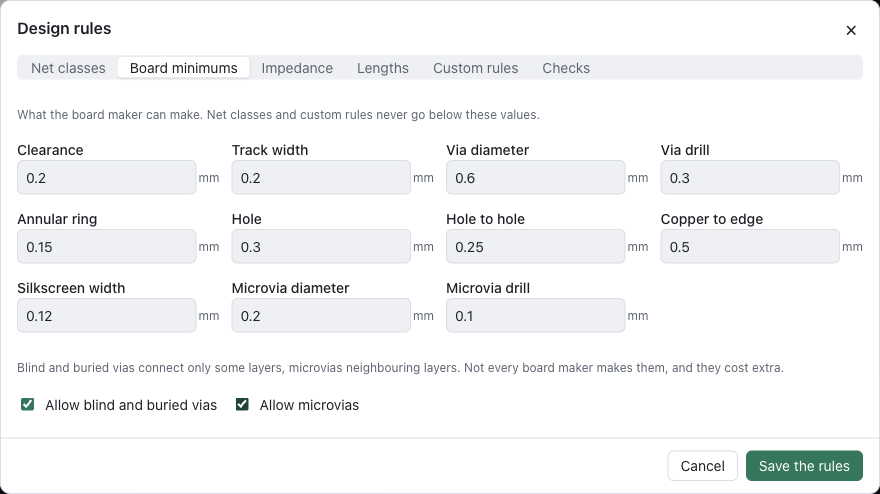 Design rules
Net classes Board minimums Impedance Lengths Custom rules Checks
What the board maker can make. Net classes and custom rules never go below these values.
Clearance Track width Via diameter Via drill
0.2 mm 0.2 mm 0.6 mm 0.3 mm
Annular ring Hole Hole to hole Copper to edge
0.15 mm 0.3 mm 0.25 mm 0.5 mm
Silkscreen width Microvia diameter Microvia drill
0.12 mm 0.2 mm 0.1 mm
Blind and buried vias connect only some layers, microvias neighbouring layers. Not every board maker makes them, and they cost extra.
Allow blind and buried vias Allow microvias
Cancel Save the rules